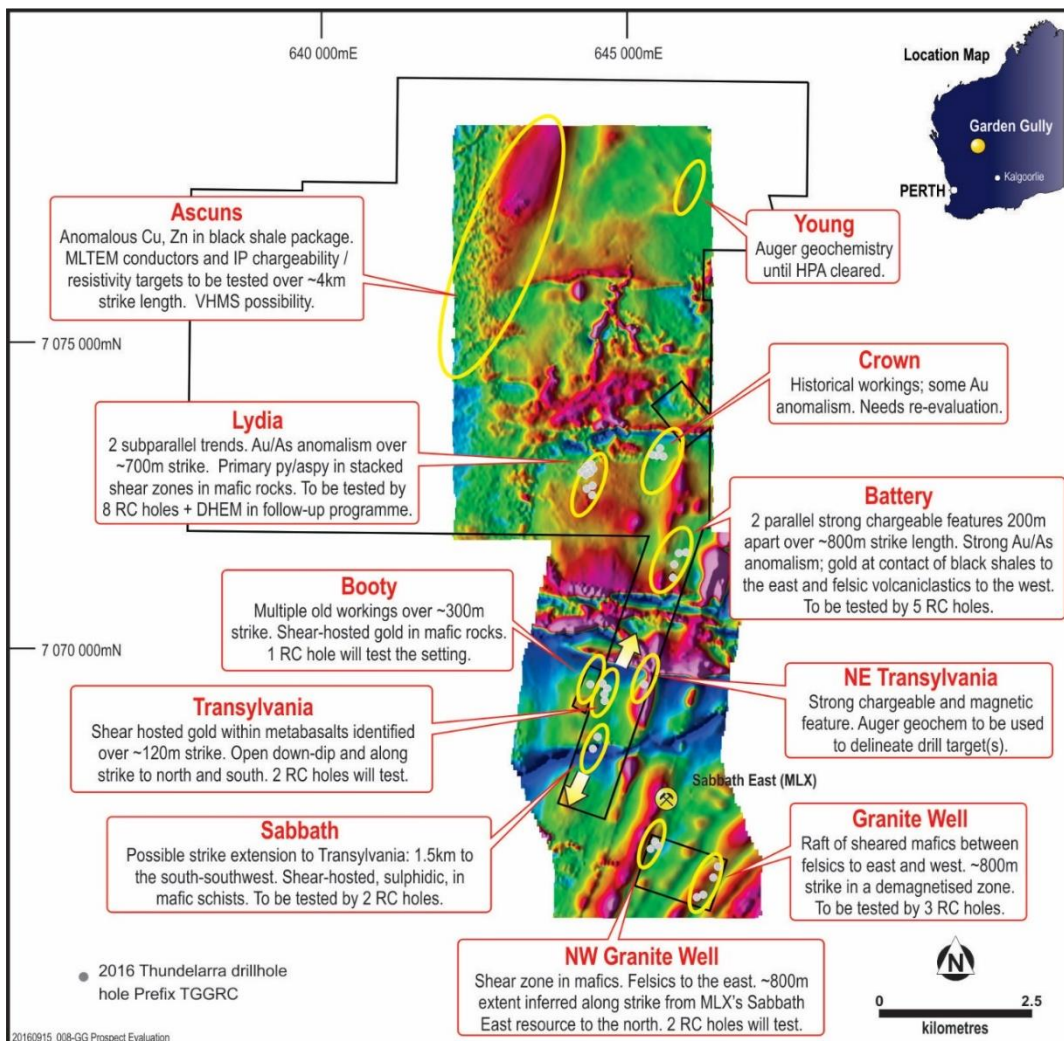 640 000mE
645 000mE
Location Map
Garden Gully
Kalgoorlie
PERTH
Ascuns
Anomalous Cu, Zn in black shale package.
MLTEM conductors and IP chargeability /
resistivity targets to be tested over ~4km
strike length.  VHMS possibility.
Young
Auger geochemistry
until HPA cleared.
7 075 000mN
Crown
Historical workings; some Au
anomalism. Needs re-evaluation.
Lydia
2 subparallel trends. Au/As anomalism over
~700m strike.  Primary py/aspy in stacked
shear zones in mafic rocks. To be tested by
8 RC holes + DHEM in follow-up programme.
Battery
2 parallel strong chargeable features 200m
apart over ~800m strike length. Strong Au/As
anomalism; gold at contact of black shales to
the east and felsic volcaniclastics to the west.
To be tested by 5 RC holes.
Booty
Multiple old workings over ~300m
strike. Shear-hosted gold in mafic rocks.
1 RC hole will test the setting.
7 070 000mN
NE Transylvania
Strong chargeable and magnetic
feature. Auger geochem to be used
to delineate drill target(s).
Transylvania
Shear hosted gold within metabasalts identified
over ~120m strike. Open down-dip and along
strike to north and south. 2 RC holes will test.
Sabbath East (MLX)
Sabbath
Possible strike extension to Transylvania: 1.5km to
the south-southwest. Shear-hosted, sulphidic, in
mafic schists. To be tested by 2 RC holes.
Granite Well
Raft of sheared mafics between
felsics to east and west. ~800m
strike in a demagnetised zone.
To be tested by 3 RC holes.
NW Granite Well
Shear zone in mafics. Felsics to the east. ~800m
extent inferred along strike from MLX's Sabbath
East resource to the north. 2 RC holes will test.
2016 Thundelarra drillhole
hole Prefix TGGRC
N
0
2.5
kilometres
20160915_008-GG Prospect Evaluation